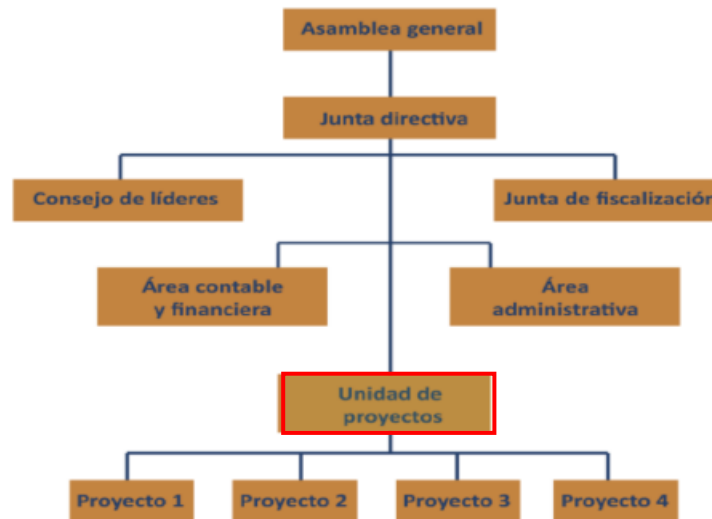 Asamblea general
Junta directiva
Consejo de líderes
Junta de fiscalización
Área contable
y financiera
Área
administrativa
Unidad de
proyectos
Proyecto 1
Proyecto 2
Proyecto 3
Proyecto 4